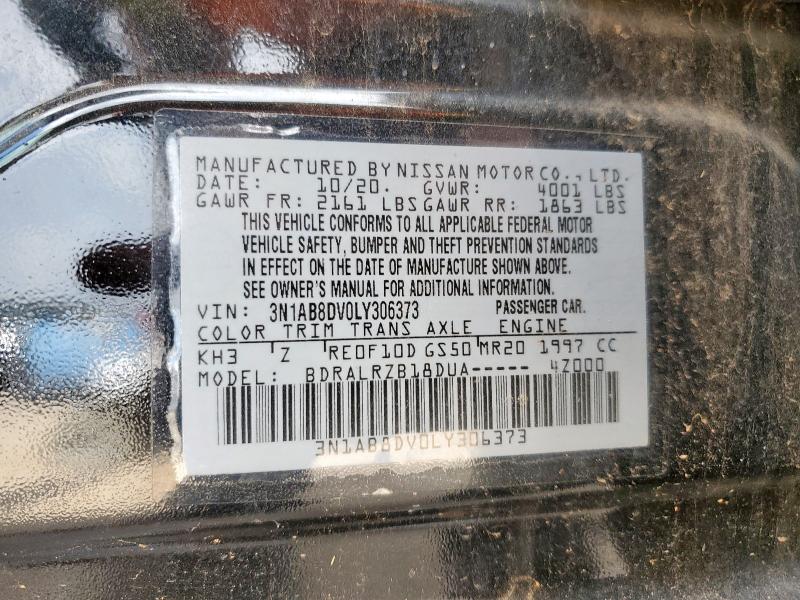 MANUFACTURED BY NISSAN MOTOR CO., LTD.
DATE: 10/20. GVWR: 4001 LBS
GAWR FR: 2161 LBS GAWR RR: 1863 LBS
THIS VEHICLE CONFORMS TO ALL APPLICABLE FEDERAL MOTOR
VEHICLE SAFETY, BUMPER AND THEFT PREVENTION STANDARDS
IN EFFECT ON THE DATE OF MANUFACTURE SHOWN ABOVE.
SEE OWNER'S MANUAL FOR ADDITIONAL INFORMATION.
VIN: 3N1AB8DV0LY306373 PASSENGER CAR.
COLOR TRIM TRANS AXLE ENGINE
KH3 Z RE0F10D GS50 MR20 1997 CC
MODEL: BDRALRZB18DUA----- 4Z000
3N1AB8DV0LY306373